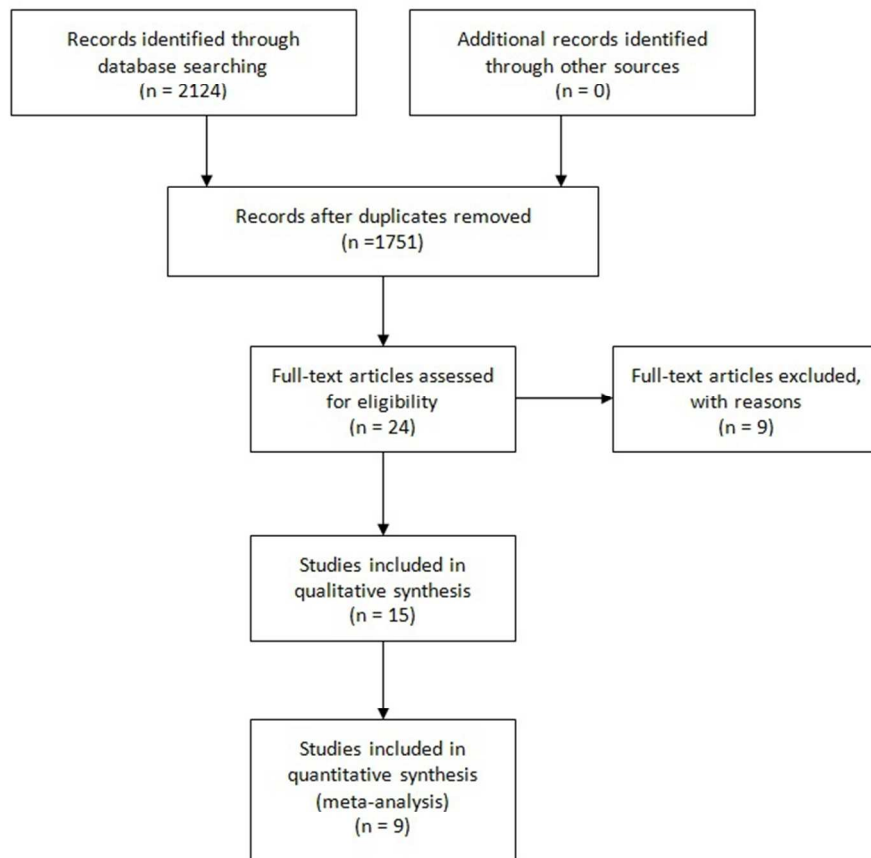 Records identified through
database searching
(n = 2124)
Additional records identified
through other sources
(n = 0)
Records after duplicates removed
(n =1751)
Full-text articles assessed
for eligibility
(n = 24)
Full-text articles excluded,
with reasons
(n = 9)
Studies included in
qualitative synthesis
(n = 15)
Studies included in
quantitative synthesis
(meta-analysis)
(n = 9)